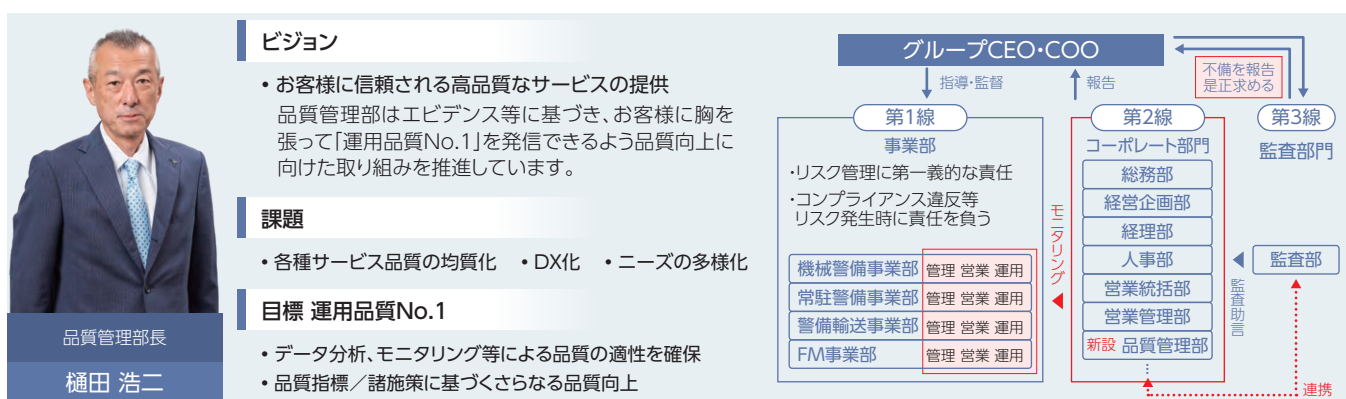 品質管理部長
樋田 浩二
ビジョン
• お客様に信頼される高品質なサービスの提供
品質管理部はエビデンス等に基づき、お客様に胸を
張って「運用品質No.1」を発信できるよう品質向上に
向けた取り組みを推進しています。
課題
• 各種サービス品質の均質化 • DX化 • ニーズの多様化
目標 運用品質No.1
• データ分析、モニタリング等による品質の適性を確保
• 品質指標／諸施策に基づくさらなる品質向上
グループCEO・COO
指導・監督
報告
不備を報告
是正求める
第1線
事業部
・リスク管理に第一義的な責任
・コンプライアンス違反等
リスク発生時に責任を負う
機械警備事業部 管理 営業 運用
常駐警備事業部 管理 営業 運用
警備輸送事業部 管理 営業 運用
FM事業部 管理 営業 運用
モニタリング
第2線
コーポレート部門
総務部
経営企画部
経理部
人事部
営業統括部
営業管理部
新設 品質管理部
第3線
監査部門
監査部
監査助言
連携